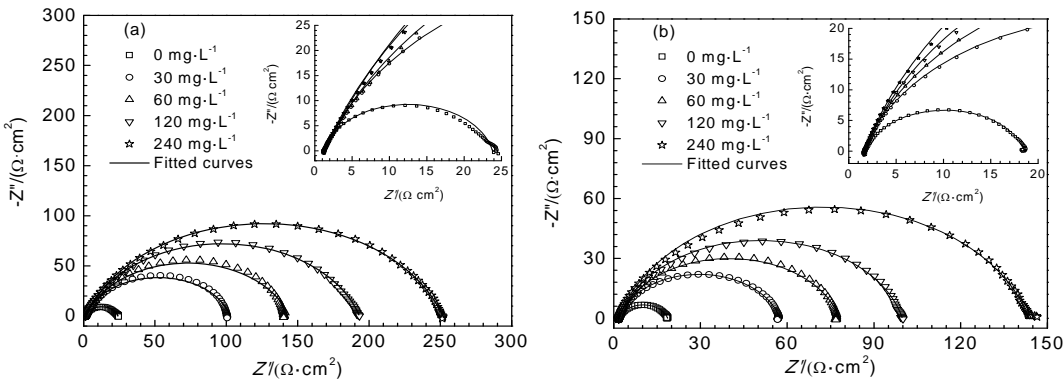 (a)
0 mg·L⁻¹
30 mg·L⁻¹
60 mg·L⁻¹
120 mg·L⁻¹
240 mg·L⁻¹
Fitted curves
-Z"/(Ω·cm²)
300
250
200
150
100
50
0
0 50 100 150 200 250 300
Z'/(Ω·cm²)
-Z"/(Ω cm²)
25
20
15
10
5
0
0 5 10 15 20 25
Z'/(Ω cm²)
(b)
0 mg·L⁻¹
30 mg·L⁻¹
60 mg·L⁻¹
120 mg·L⁻¹
240 mg·L⁻¹
Fitted curves
-Z"/(Ω·cm²)
150
120
90
60
30
0
0 30 60 90 120 150
Z'/(Ω·cm²)
-Z"/(Ω·cm²)
20
15
10
5
0
0 5 10 15 20
Z'/(Ω·cm²)